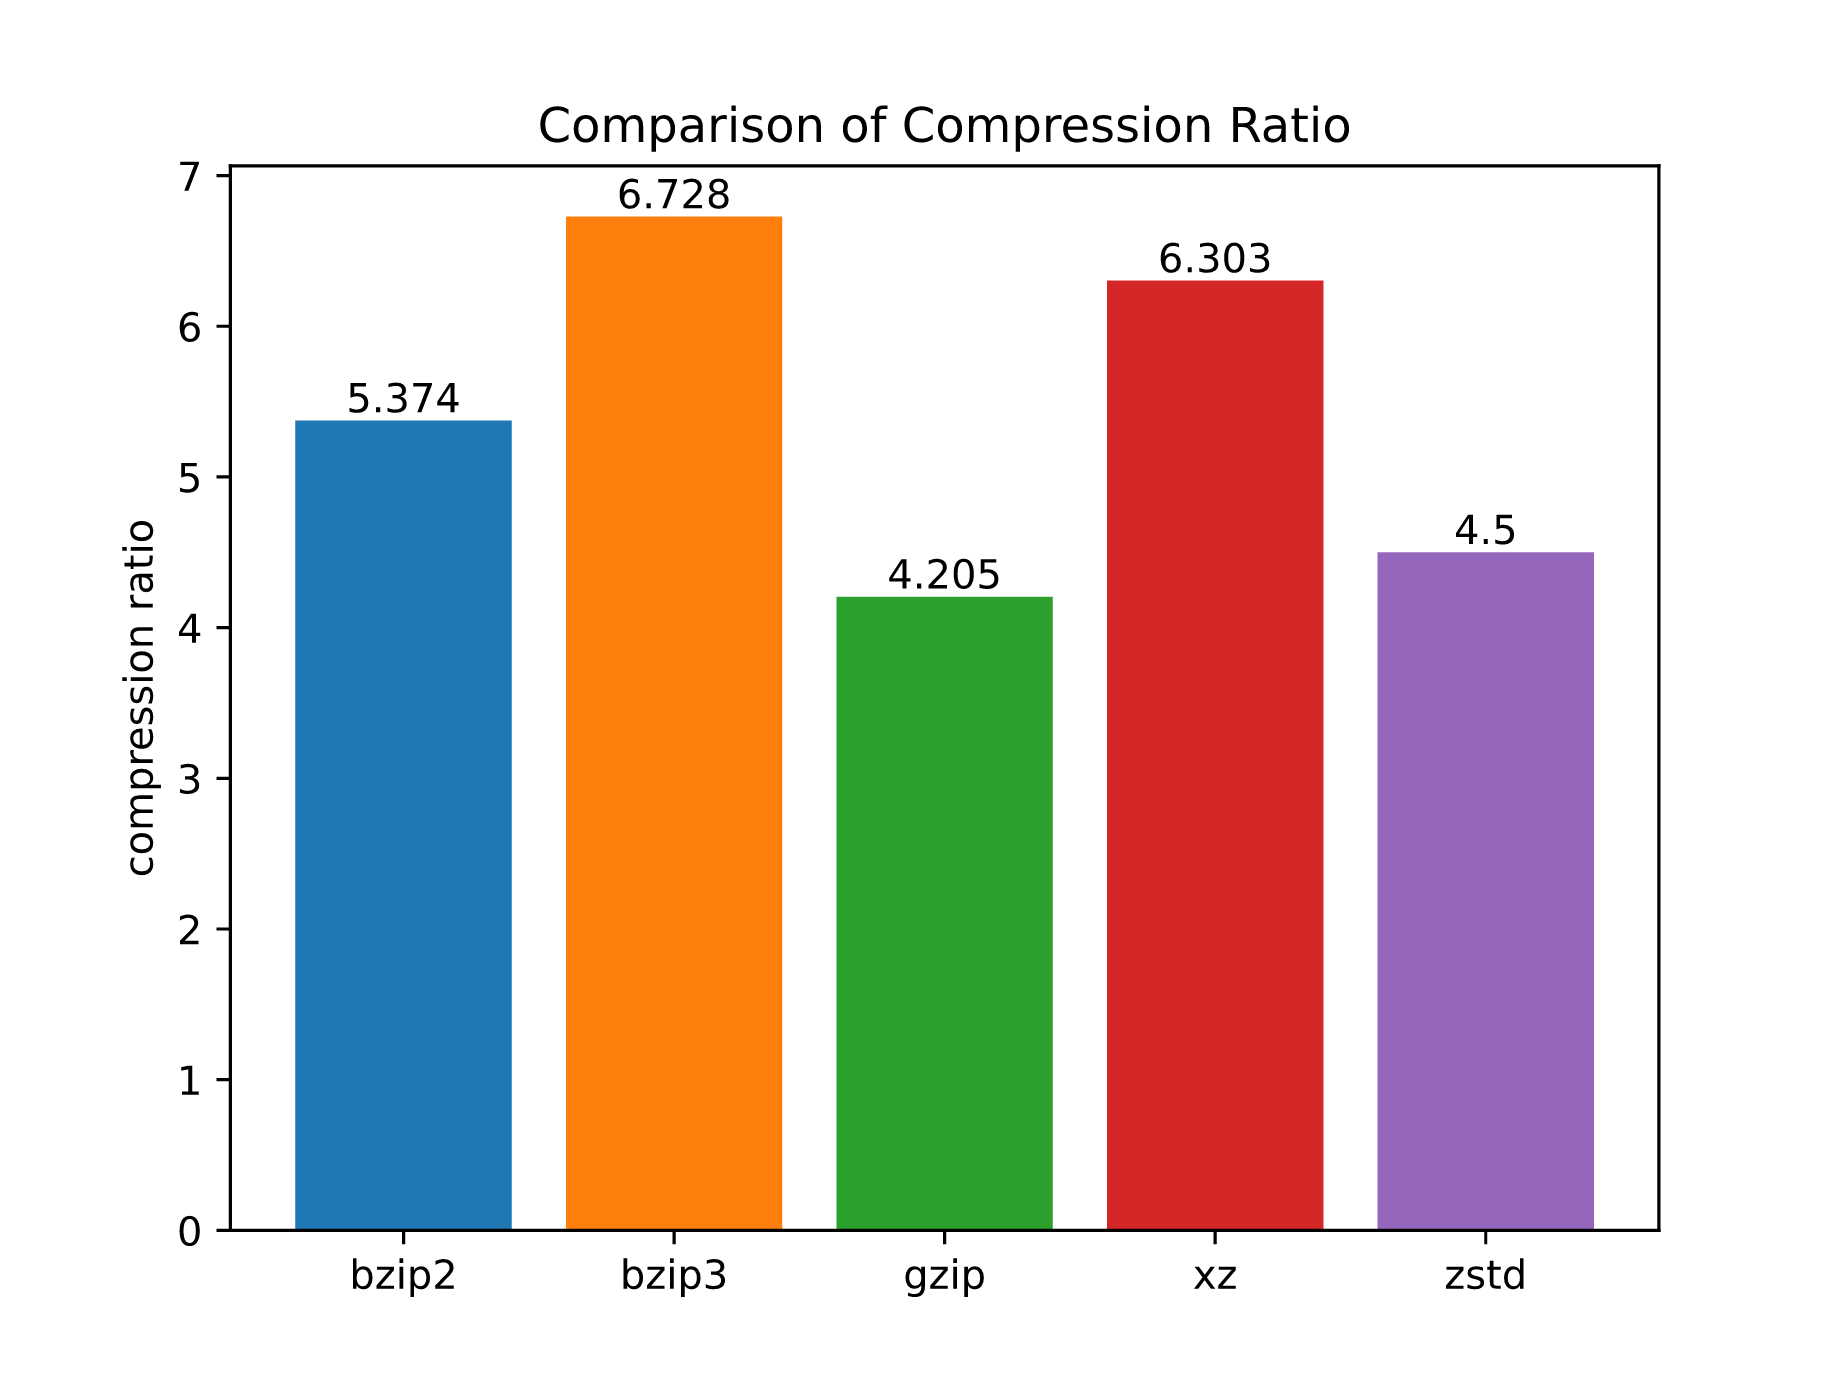 Comparison of Compression Ratio
compression ratio
7
6
5
4
3
2
1
0
5.374
6.728
4.205
6.303
4.5
bzip2
bzip3
gzip
xz
zstd